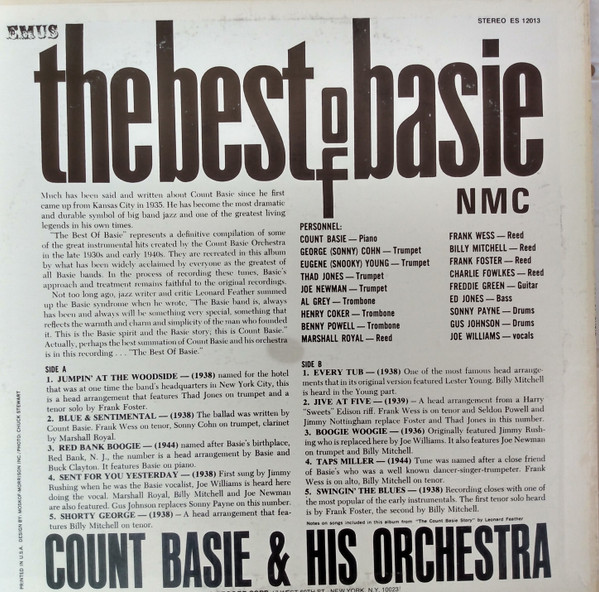 EMUS
STEREO ES 12013
the best of basie
NMC
Much has been said and written about Count Basie since he first
came up from Kansas City in 1935. He has become the most dramatic
and durable symbol of big band jazz and one of the greatest living
legends in his own times.
"The Best Of Basie" represents a definitive compilation of some
of the great instrumental hits created by the Count Basie Orchestra
in the late 1930s and early 1940s. They are recreated in this album
by what has been widely acclaimed by everyone as the greatest of
all Basie bands. In the process of recording these tunes, Basie's
approach and treatment remains faithful to the original recordings.
Not too long ago, jazz writer and critic Leonard Feather summed
up the Basie syndrome when he wrote, "The Basie band is, always
has been and always will be something very special, something that
reflects the warmth and charm and simplicity of the man who founded
it. This is the Basie spirit and the Basie story; this is Count Basie."
Actually, perhaps the best summation of Count Basie and his orchestra
is in this recording . . . "The Best Of Basie."
PERSONNEL:
COUNT BASIE — Piano
GEORGE (SONNY) COHN — Trumpet
EUGENE (SNOOKY) YOUNG — Trumpet
THAD JONES — Trumpet
JOE NEWMAN — Trumpet
AL GREY — Trombone
HENRY COKER — Trombone
BENNY POWELL — Trombone
MARSHALL ROYAL — Reed
FRANK WESS — Reed
BILLY MITCHELL — Reed
FRANK FOSTER — Reed
CHARLIE FOWLKES — Reed
FREDDIE GREEN — Guitar
ED JONES — Bass
SONNY PAYNE — Drums
GUS JOHNSON — Drums
JOE WILLIAMS — vocals
SIDE A
1. JUMPIN' AT THE WOODSIDE — (1938) named for the hotel
that was at one time the band's headquarters in New York City, this
is a head arrangement that features Thad Jones on trumpet and a
tenor solo by Frank Foster.
2. BLUE & SENTIMENTAL — (1938) The ballad was written by
Count Basie. Frank Wess on tenor, Sonny Cohn on trumpet, clarinet
by Marshall Royal.
3. RED BANK BOOGIE — (1944) named after Basie's birthplace,
Red Bank, N. J., the number is a head arrangement by Basie and
Buck Clayton. It features Basie on piano.
4. SENT FOR YOU YESTERDAY — (1938) First sung by Jimmy
Rushing when he was the Basie vocalist, Joe Williams is heard here
doing the vocal. Marshall Royal, Billy Mitchell and Joe Newman
are also featured. Gus Johnson replaces Sonny Payne on this number.
5. SHORTY GEORGE — (1938) – A head arrangement that fea-
tures Billy Mitchell on tenor.
SIDE B
1. EVERY TUB — (1938) One of the most famous head arrange-
ments that in its original version featured Lester Young. Billy Mitchell
is heard in the Young part.
2. JIVE AT FIVE — (1939) – A head arrangement from a Harry
"Sweets" Edison riff. Frank Wess is on tenor and Seldon Powell and
Jimmy Nottingham replace Foster and Thad Jones in this number.
3. BOOGIE WOOGIE — (1936) Originally featured Jimmy Rush-
ing who is replaced here by Joe Williams. It also features Joe Newman
on trumpet and Billy Mitchell.
4. TAPS MILLER — (1944) Tune was named after a close friend
of Basie's who was a well known dancer-singer-trumpeter. Frank
Wess is on alto, Billy Mitchell on tenor.
5. SWINGIN' THE BLUES — (1938) Recording closes with one of
the most popular of the early instrumentals. The first tenor solo heard
is by Frank Foster, the second by Billy Mitchell.
Notes on songs included in this album from "The Count Basie Story" by Leonard Feather
COUNT BASIE & HIS ORCHESTRA
NEW YORK, N.Y. 10023
PRINTED IN U.S.A. DESIGN BY: MOSKOF-MORRISON INC./PHOTO: CHUCK STEWART